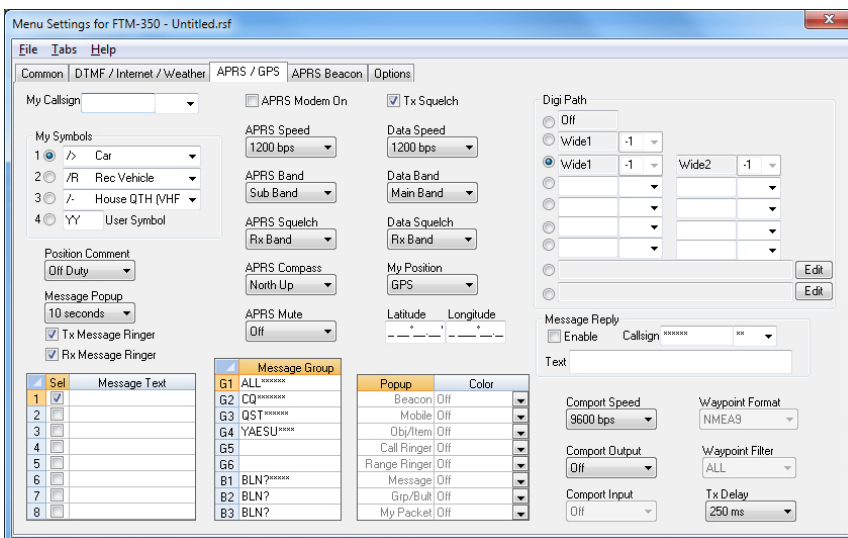 Menu Settings for FTM-350 - Untitled.rsf
File Tabs Help
Common DTMF / Internet / Weather APRS / GPS APRS Beacon Options
My Callsign
My Symbols
1 /> Car
2 /R Rec Vehicle
3 /- House QTH (VHF
4 YY User Symbol
Position Comment
Off Duty
Message Popup
10 seconds
Tx Message Ringer
Rx Message Ringer
Sel Message Text
1
2
3
4
5
6
7
8
APRS Modem On
APRS Speed
1200 bps
APRS Band
Sub Band
APRS Squelch
Rx Band
APRS Compass
North Up
APRS Mute
Off
Tx Squelch
Data Speed
1200 bps
Data Band
Main Band
Data Squelch
Rx Band
My Position
GPS
Latitude Longitude
_ _°_ _._' _ _ _°_ _._'
Message Group
G1 ALL******
G2 CQ*******
G3 QST******
G4 YAESU****
G5
G6
B1 BLN?*****
B2 BLN?
B3 BLN?
Popup Color
Beacon Off
Mobile Off
Obj/Item Off
Call Ringer Off
Range Ringer Off
Message Off
Grp/Bult Off
My Packet Off
Digi Path
Off
Wide1 -1
Wide1 -1 Wide2 -1
Edit
Edit
Message Reply
Enable Callsign ****** **
Text
Comport Speed
9600 bps
Comport Output
Off
Comport Input
Off
Waypoint Format
NMEA9
Waypoint Filter
ALL
Tx Delay
250 ms